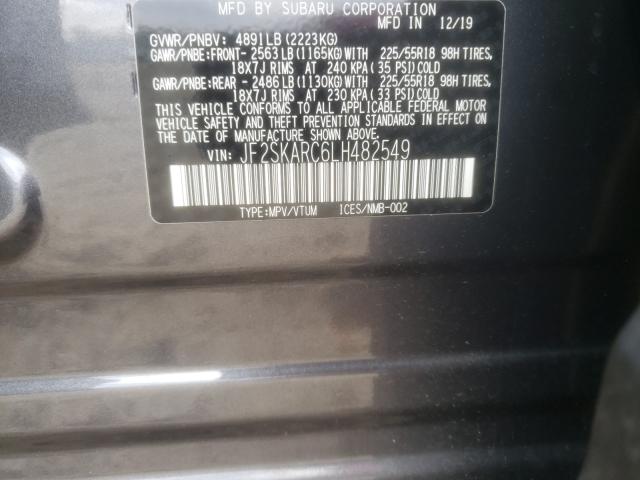 MFD BY SUBARU CORPORATION
MFD IN 12/19
GVWR/PNBV: 4891LB (2223KG)
GAWR/PNBE:FRONT- 2563LB (1165KG) WITH 225/55R18 98H TIRES,
18X7J RIMS AT 240 KPA ( 35 PSI) COLD
GAWR/PNBE:REAR - 2486LB (1130KG) WITH 225/55R18 98H TIRES,
18X7J RIMS AT 230 KPA ( 33 PSI) COLD
THIS VEHICLE CONFORMS TO ALL APPLICABLE FEDERAL MOTOR
VEHICLE SAFETY AND THEFT PREVENTION STANDARDS IN EFFECT ON
THE DATE OF MANUFACTURE SHOWN ABOVE.
VIN: JF2SKARC6LH482549
TYPE:MPV/VTUM ICES/NMB-002